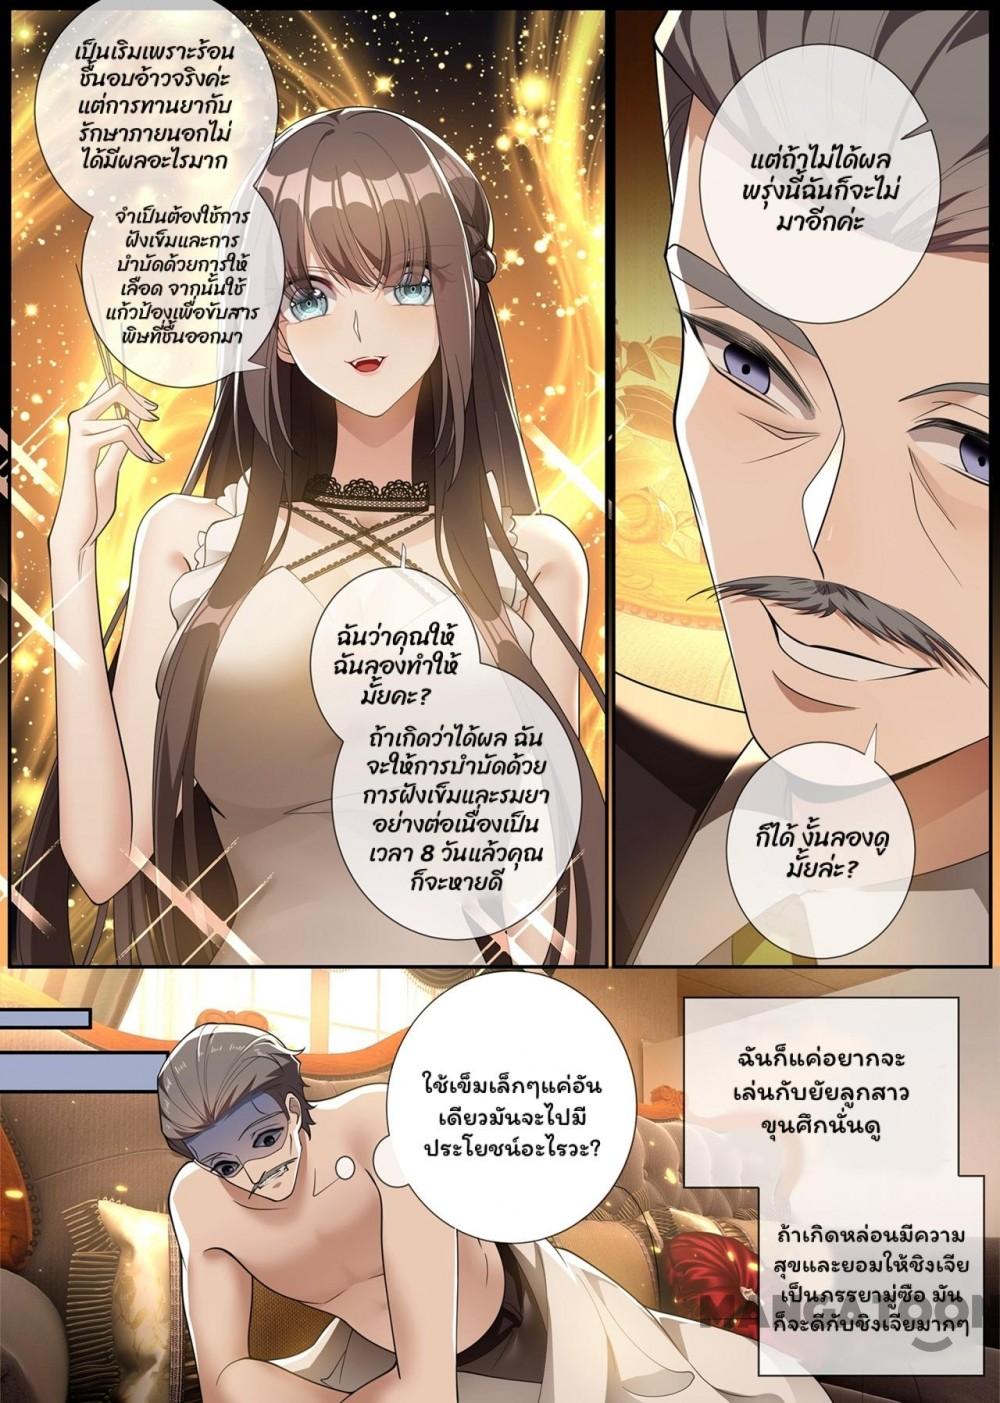 เป็นเริมเพราะร้อน
ชื้นอบอ้าวจริงค่ะ
แต่การทานยากับ
รักษาภายนอกไม่
ได้มีผลอะไรมาก
จำเป็นต้องใช้การ
ฝังเข็มและการ
บำบัดด้วยการให้
เลือด จากนั้นใช้
แก้วป๋องเพื่อขับสาร
พิษที่ชื้นออกมา
แต่ถ้าไม่ได้ผล
พรุ่งนี้ฉันก็จะไม่
มาอีกค่ะ
ฉันว่าคุณให้
ฉันลองทำให้
มั้ยคะ?
ถ้าเกิดว่าได้ผล ฉัน
จะให้การบำบัดด้วย
การฝังเข็มและรมยา
อย่างต่อเนื่องเป็น
เวลา 8 วันแล้วคุณ
ก็จะหายดี
ก็ได้ งั้นลองดู
มั้ยล่ะ?
ใช้เข็มเล็กๆแค่อัน
เดียวมันจะไปมี
ประโยชน์อะไรวะ?
ฉันก็แค่อยากจะ
เล่นกับยัยลูกสาว
ขุนศึกนั่นดู
ถ้าเกิดหล่อนมีความ
สุขและยอมให้ชิงเจีย
เป็นภรรยามู่ซือ มัน
ก็จะดีกับชิงเจียมากๆ
MANGATOON